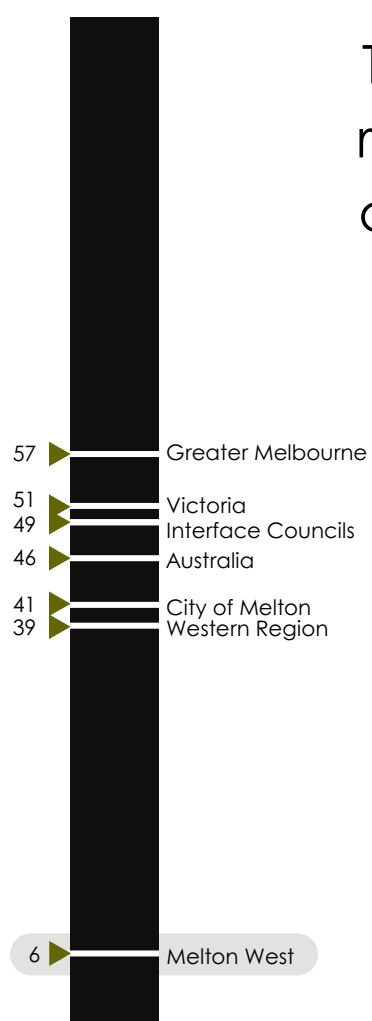 57 Greater Melbourne
51 Victoria
49 Interface Councils
46 Australia
41 City of Melton
39 Western Region
6 Melton West